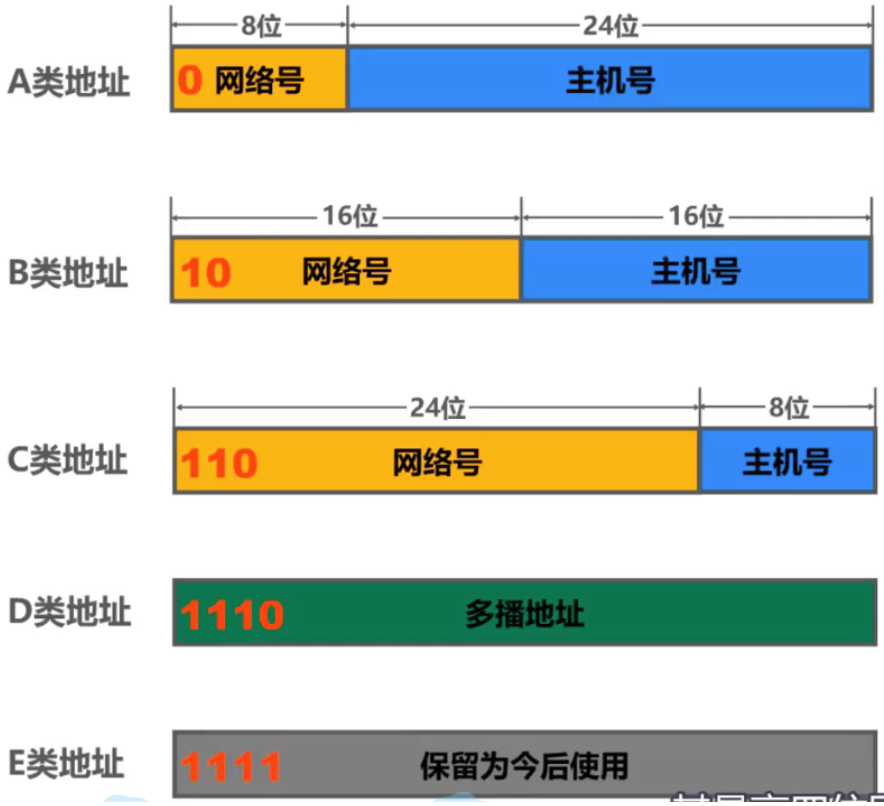 8位 24位
A类地址 0 网络号 主机号
16位 16位
B类地址 10 网络号 主机号
24位 8位
C类地址 110 网络号 主机号
D类地址 1110 多播地址
E类地址 1111 保留为今后使用